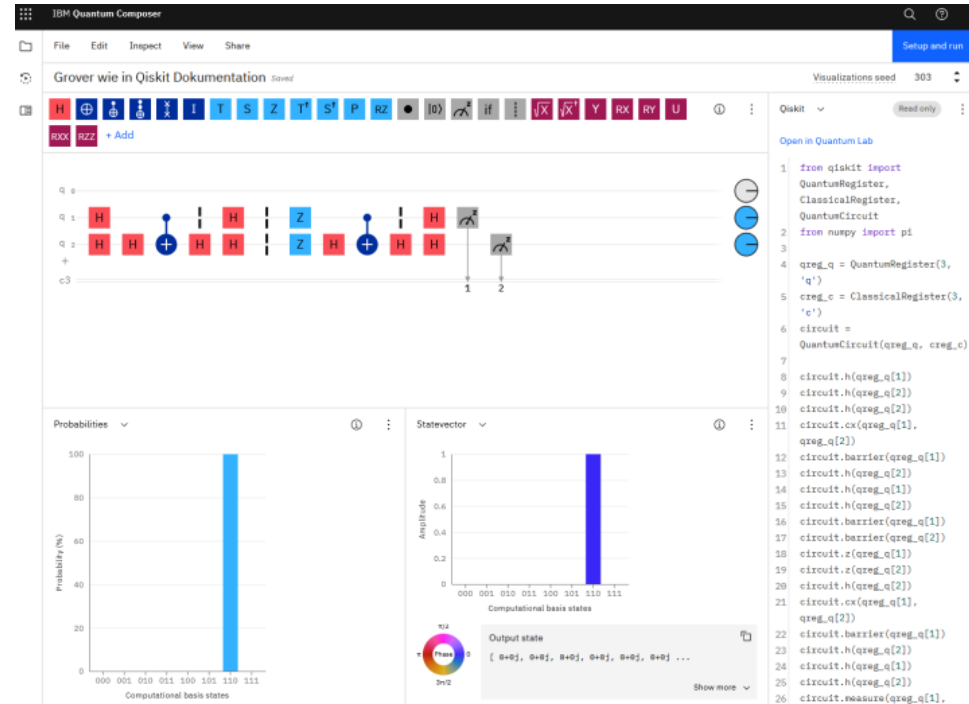 IBM Quantum Composer
File Edit Inspect View Share
Setup and run
Grover wie in Qiskit Dokumentation Saved
Visualizations seed 303
H T S Z T† S† P RZ |0⟩ z if √X √X† Y RX RY U
RXX RZZ + Add
Qiskit
Read only
Open in Quantum Lab
q 0
q 1 H H Z H z
q 2 H H H H Z H H H z
+
c3
1 2
1 from qiskit import
QuantumRegister,
ClassicalRegister,
QuantumCircuit
2 from numpy import pi
3
4 qreg_q = QuantumRegister(3,
'q')
5 creg_c = ClassicalRegister(3,
'c')
6 circuit =
QuantumCircuit(qreg_q, creg_c)
7
8 circuit.h(qreg_q[1])
9 circuit.h(qreg_q[2])
10 circuit.h(qreg_q[2])
11 circuit.cx(qreg_q[1],
qreg_q[2])
12 circuit.barrier(qreg_q[1])
13 circuit.h(qreg_q[2])
14 circuit.h(qreg_q[1])
15 circuit.h(qreg_q[2])
16 circuit.barrier(qreg_q[1])
17 circuit.barrier(qreg_q[2])
18 circuit.z(qreg_q[1])
19 circuit.z(qreg_q[2])
20 circuit.h(qreg_q[2])
21 circuit.cx(qreg_q[1],
qreg_q[2])
22 circuit.barrier(qreg_q[1])
23 circuit.h(qreg_q[2])
24 circuit.h(qreg_q[1])
25 circuit.h(qreg_q[2])
26 circuit.measure(qreg_q[1],
Probabilities
Probability (%)
100
80
60
40
20
0
000 001 010 011 100 101 110 111
Computational basis states
Statevector
Amplitude
1
0.8
0.6
0.4
0.2
0
000 001 010 011 100 101 110 111
Computational basis states
π/2
π Phase 0
3π/2
Output state
[ 0+0j, 0+0j, 0+0j, 0+0j, 0+0j, 0+0j ...
Show more